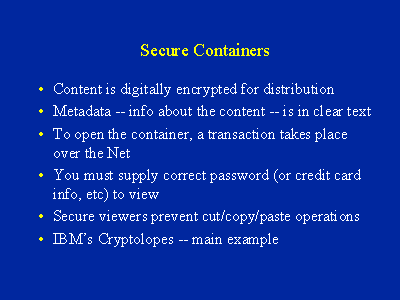 Secure Containers
• Content is digitally encrypted for distribution
• Metadata -- info about the content -- is in clear text
• To open the container, a transaction takes place
over the Net
• You must supply correct password (or credit card
info, etc) to view
• Secure viewers prevent cut/copy/paste operations
• IBM's Cryptolopes -- main example